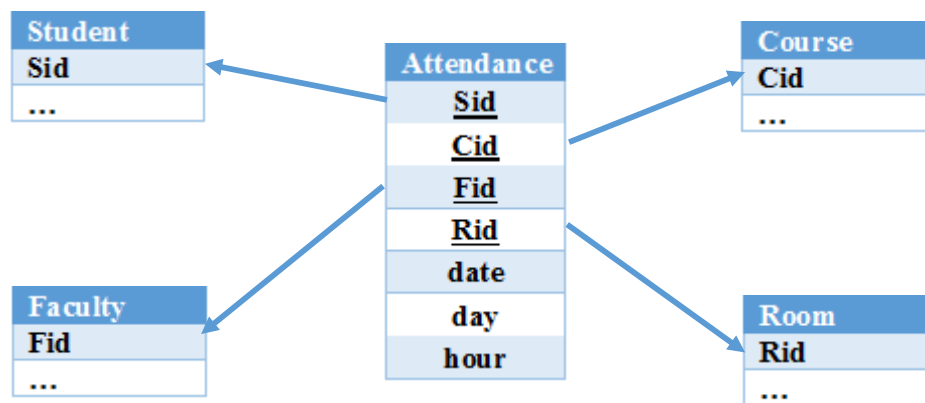 Student
Sid
...
Attendance
Sid
Cid
Fid
Rid
date
day
hour
Course
Cid
...
Faculty
Fid
...
Room
Rid
...